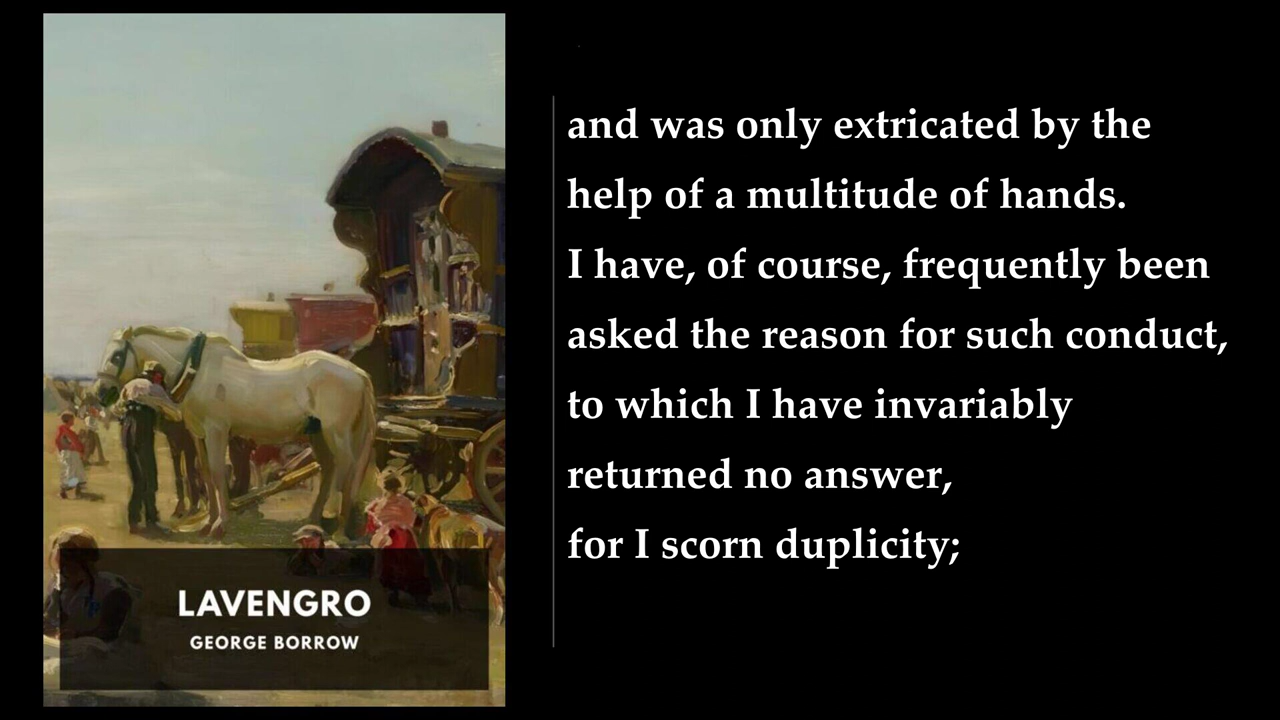 LAVENGRO
GEORGE BORROW
and was only extricated by the
help of a multitude of hands.
I have, of course, frequently been
asked the reason for such conduct,
to which I have invariably
returned no answer,
for I scorn duplicity;